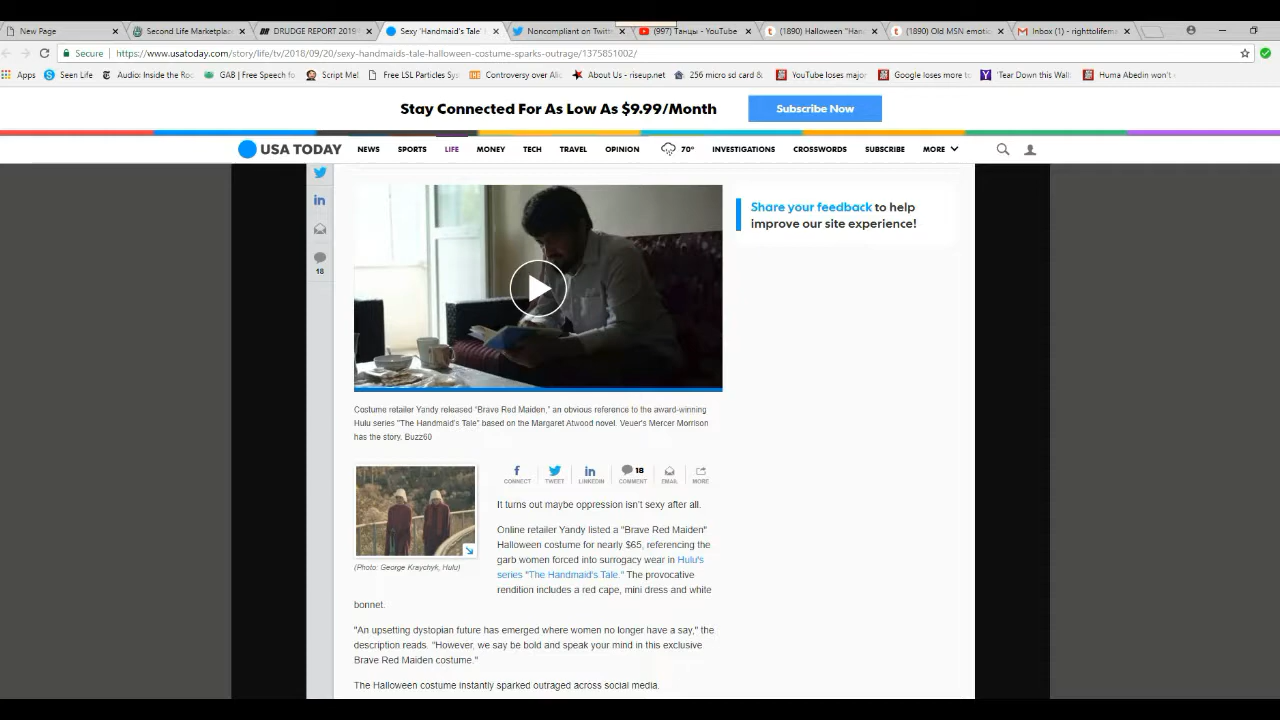 New Page
Second Life Marketplac
DRUDGE REPORT 2019
Sexy 'Handmaid's Tale'
Noncompliant on Twitt
(997) Танцы - YouTube
(1890) Halloween "Han
(1890) Old MSN emotic
Inbox (1) - righttolifema
Secure
https://www.usatoday.com/story/life/tv/2018/09/20/sexy-handmaids-tale-halloween-costume-sparks-outrage/1375851002/
Apps
Seen Life
Audio: Inside the Ro
GAB | Free Speech fo
Script Me!
Free LSL Particles Sys
Controversy over Alic
About Us - riseup.net
256 micro sd card &
YouTube loses major
Google loses more to
'Tear Down this Wall
Huma Abedin won't
Stay Connected For As Low As $9.99/Month
Subscribe Now
USA TODAY
NEWS
SPORTS
LIFE
MONEY
TECH
TRAVEL
OPINION
70°
INVESTIGATIONS
CROSSWORDS
SUBSCRIBE
MORE
18
Share your feedback to help
improve our site experience!
Costume retailer Yandy released "Brave Red Maiden," an obvious reference to the award-winning
Hulu series "The Handmaid's Tale" based on the Margaret Atwood novel. Veuer's Mercer Morrison
has the story. Buzz60
18
CONNECT
TWEET
LINKEDIN
COMMENT
EMAIL
MORE
(Photo: George Kraychyk, Hulu)
It turns out maybe oppression isn't sexy after all.
Online retailer Yandy listed a "Brave Red Maiden"
Halloween costume for nearly $65, referencing the
garb women forced into surrogacy wear in Hulu's
series "The Handmaid's Tale." The provocative
rendition includes a red cape, mini dress and white
bonnet.
"An upsetting dystopian future has emerged where women no longer have a say," the
description reads. "However, we say be bold and speak your mind in this exclusive
Brave Red Maiden costume."
The Halloween costume instantly sparked outraged across social media.